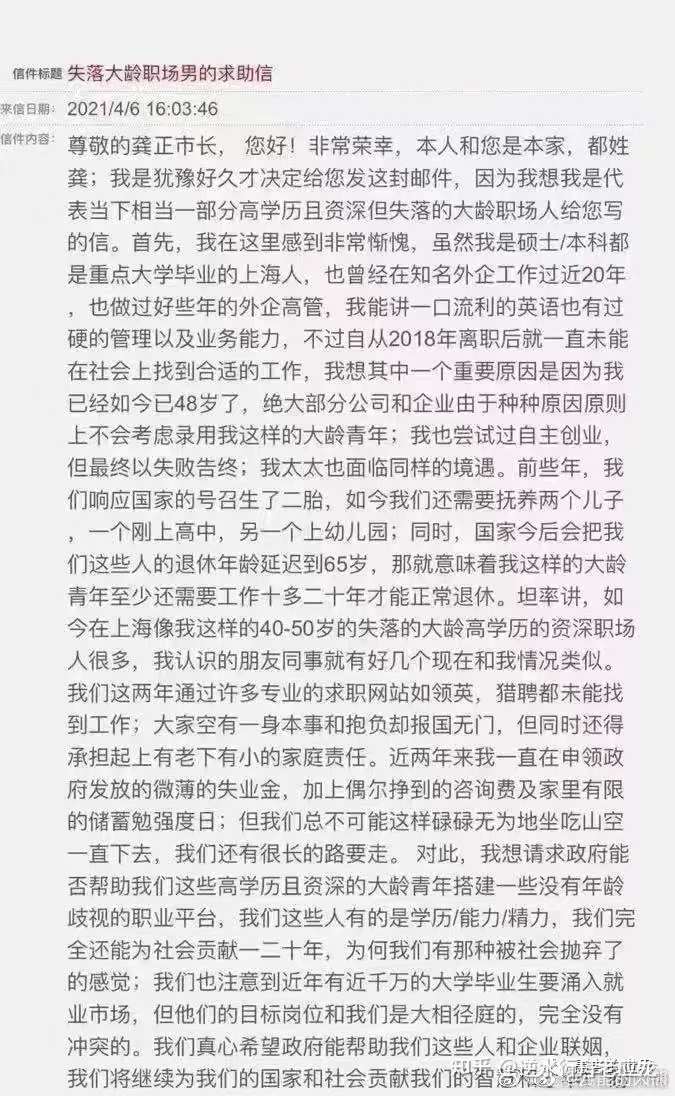 信件标题 失落大龄职场男的求助信
来信日期: 2021/4/6 16:03:46
信件内容: 尊敬的龚正市长， 您好！非常荣幸，本人和您是本家，都姓
龚；我是犹豫好久才决定给您发这封邮件，因为我想我是代
表当下相当一部分高学历且资深但失落的大龄职场人给您写
的信。首先，我在这里感到非常惭愧，虽然我是硕士/本科都
是重点大学毕业的上海人，也曾经在知名外企工作过近20年
，也做过好些年的外企高管，我能讲一口流利的英语也有过
硬的管理以及业务能力，不过自从2018年离职后就一直未能
在社会上找到合适的工作，我想其中一个重要原因是因为我
已经如今已48岁了，绝大部分公司和企业由于种种原因原则
上不会考虑录用我这样的大龄青年；我也尝试过自主创业，
但最终以失败告终；我太太也面临同样的境遇。前些年，我
们响应国家的号召生了二胎，如今我们还需要抚养两个儿子
，一个刚上高中，另一个上幼儿园；同时，国家今后会把我
们这些人的退休年龄延迟到65岁，那就意味着我这样的大龄
青年至少还需要工作十多二十年才能正常退休。坦率讲，如
今在上海像我这样的40-50岁的失落的大龄高学历的资深职场
人很多，我认识的朋友同事就有好几个现在和我情况类似。
我们这两年通过许多专业的求职网站如领英，猎聘都未能找
到工作；大家空有一身本事和抱负却报国无门，但同时还得
承担起上有老下有小的家庭责任。近两年来我一直在申领政
府发放的微薄的失业金，加上偶尔挣到的咨询费及家里有限
的储蓄勉强度日；但我们总不可能这样碌碌无为地坐吃山空
一直下去，我们还有很长的路要走。 对此，我想请求政府能
否帮助我们这些高学历且资深的大龄青年搭建一些没有年龄
歧视的职业平台，我们这些人有的是学历/能力/精力，我们完
全还能为社会贡献一二十年，为何我们有那种被社会抛弃了
的感觉；我们也注意到近年有近千万的大学毕业生要涌入就
业市场，但他们的目标岗位和我们是大相径庭的，完全没有
冲突的。我们真心希望政府能帮助我们这些人和企业联姻，
我们将继续为我们的国家和社会贡献我们的智
知乎